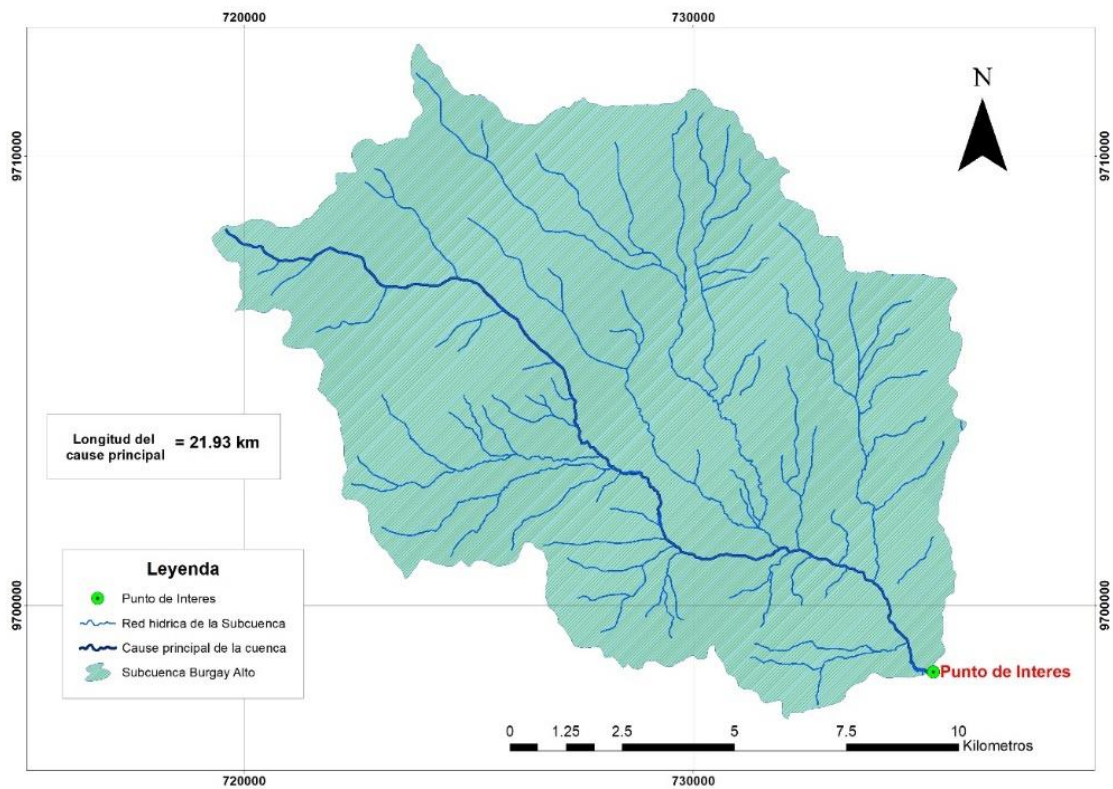 720000
730000
N
9710000
9710000
Longitud del
cause principal
= 21.93 km
Leyenda
Punto de Interes
Red hidrica de la Subcuenca
Cause principal de la cuenca
Subcuenca Burgay Alto
9700000
9700000
Punto de Interes
0
1.25
2.5
5
7.5
10
Kilometros
720000
730000